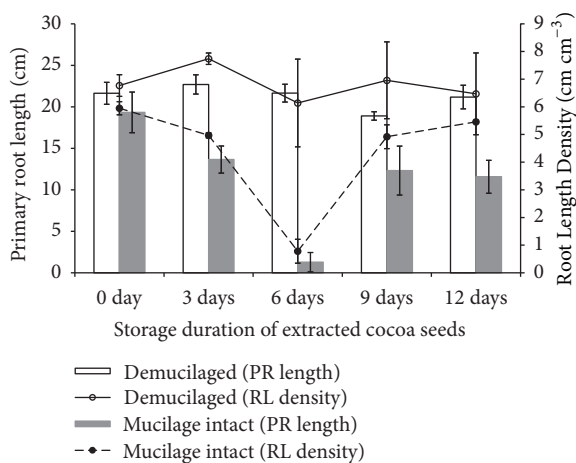 Primary root length (cm)
30
25
20
15
10
5
0
9
8
7
6
5
4
3
2
1
0
Root Length Density (cm cm⁻³)
0 day 3 days 6 days 9 days 12 days
Storage duration of extracted cocoa seeds
Demucilaged (PR length)
Demucilaged (RL density)
Mucilage intact (PR length)
Mucilage intact (RL density)